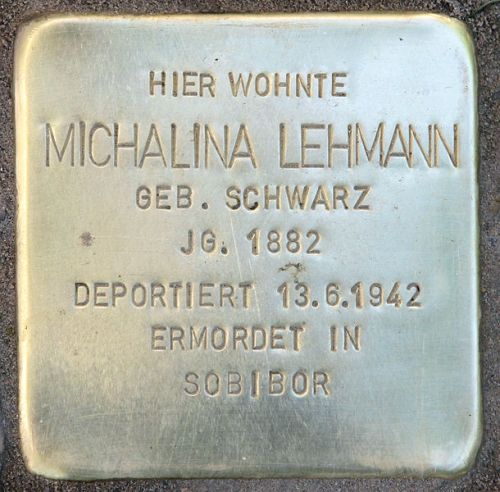 HIER WOHNTE
MICHALINA LEHMANN
GEB. SCHWARZ
JG. 1882
DEPORTIERT 13.6.1942
ERMORDET IN
SOBIBOR